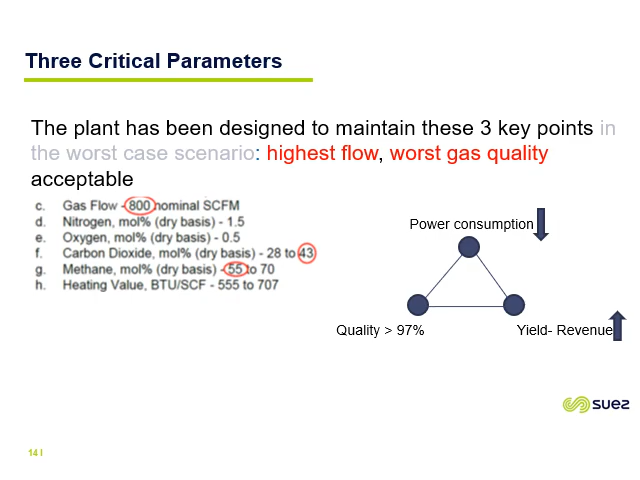 Three Critical Parameters
The plant has been designed to maintain these 3 key points in
the worst case scenario: highest flow, worst gas quality
acceptable
c. Gas Flow - 800 nominal SCFM
d. Nitrogen, mol% (dry basis) - 1.5
e. Oxygen, mol% (dry basis) - 0.5
f. Carbon Dioxide, mol% (dry basis) - 28 to 43
g. Methane, mol% (dry basis) - 55 to 70
h. Heating Value, BTU/SCF - 555 to 707
Power consumption
Quality > 97%
Yield- Revenue
suez
14 I